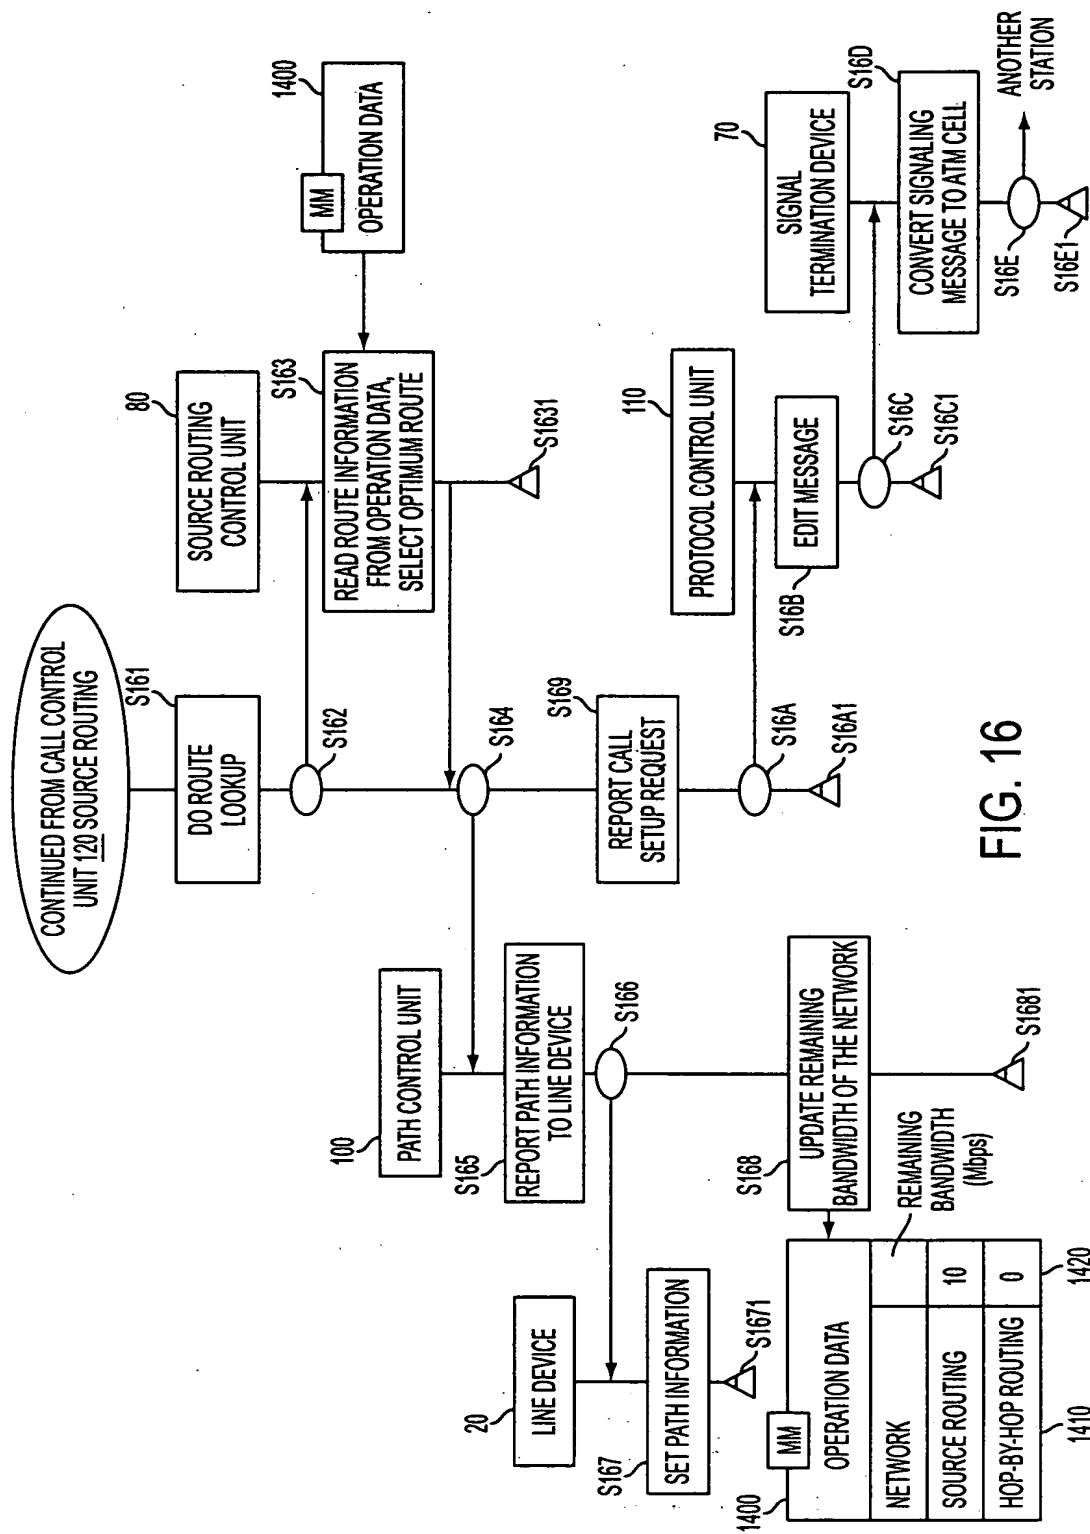 CONTINUED FROM CALL CONTROL
UNIT 120 SOURCE ROUTING
S161
DO ROUTE
LOOKUP
S162
80
SOURCE ROUTING
CONTROL UNIT
1400
MM
OPERATION DATA
S163
READ ROUTE INFORMATION
FROM OPERATION DATA,
SELECT OPTIMUM ROUTE
S1631
S164
100
PATH CONTROL UNIT
S165
REPORT PATH INFORMATION
TO LINE DEVICE
S166
20
LINE DEVICE
S167
SET PATH INFORMATION
S1671
S168
UPDATE REMAINING
BANDWIDTH OF THE NETWORK
S1681
1400
MM
OPERATION DATA
REMAINING
BANDWIDTH
(Mbps)
NETWORK
SOURCE ROUTING 10
HOP-BY-HOP ROUTING 0
1410
1420
S169
REPORT CALL
SETUP REQUEST
S16A
S16A1
110
PROTOCOL CONTROL UNIT
S16B
EDIT MESSAGE
S16C
S16C1
70
SIGNAL
TERMINATION DEVICE
S16D
CONVERT SIGNALING
MESSAGE TO ATM CELL
S16E
ANOTHER
STATION
S16E1
FIG. 16